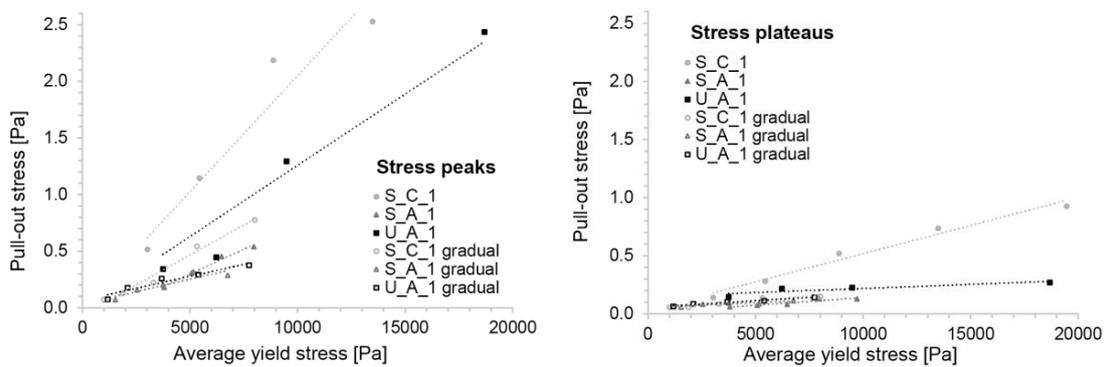 2.5
2.0
1.5
1.0
0.5
0.0
Pull-out stress [Pa]
Stress peaks
S_C_1
S_A_1
U_A_1
S_C_1 gradual
S_A_1 gradual
U_A_1 gradual
5000
10000
15000
20000
Average yield stress [Pa]
2.5
2.0
1.5
1.0
0.5
0.0
Pull-out stress [Pa]
Stress plateaus
S_C_1
S_A_1
U_A_1
S_C_1 gradual
S_A_1 gradual
U_A_1 gradual
0
5000
10000
15000
20000
Average yield stress [Pa]